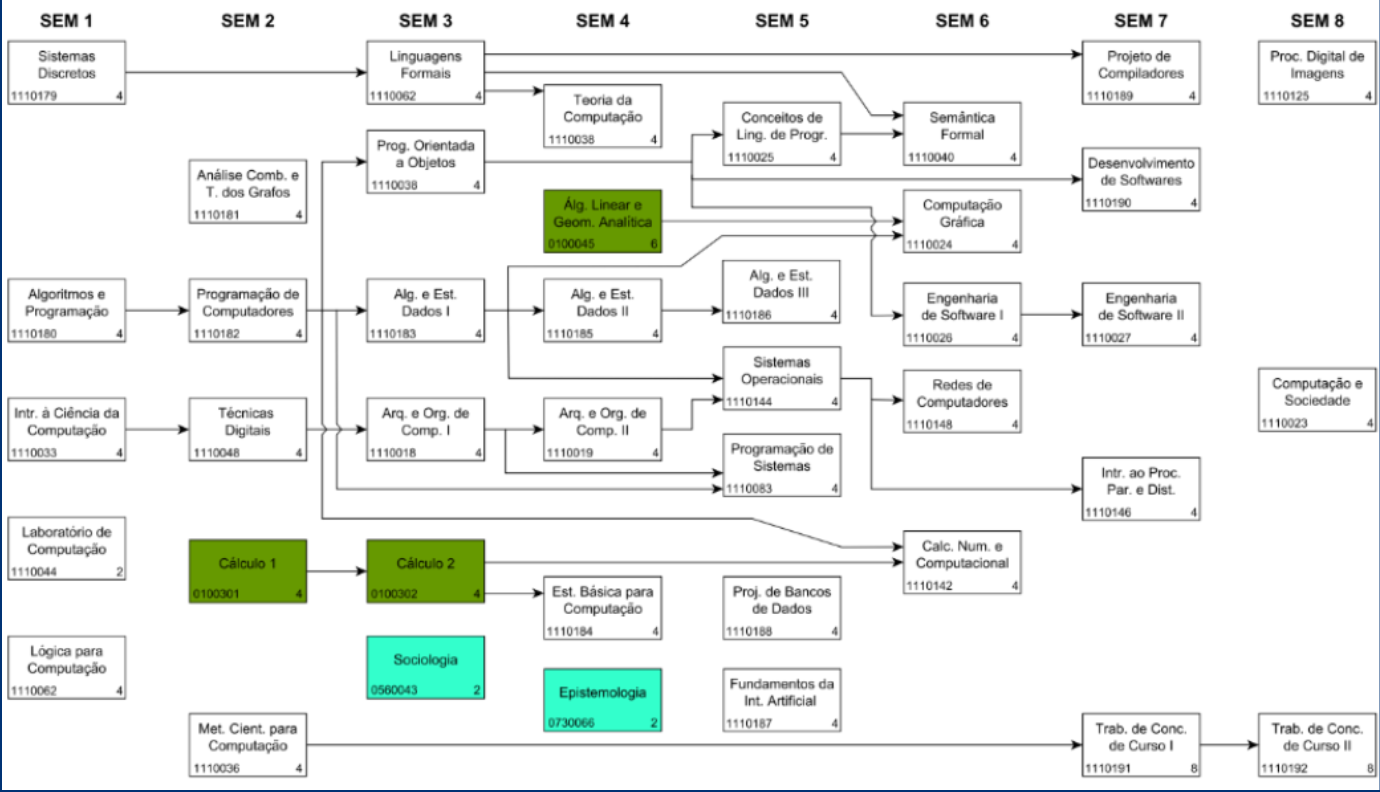 SEM 1
SEM 2
SEM 3
SEM 4
SEM 5
SEM 6
SEM 7
SEM 8
Sistemas
Discretos
1110179 4
Algoritmos e
Programação
1110180 4
Intr. à Ciência da
Computação
1110033 4
Laboratório de
Computação
1110044 2
Lógica para
Computação
1110062 4
Análise Comb. e
T. dos Grafos
1110181 4
Programação de
Computadores
1110182 4
Técnicas
Digitais
1110048 4
Cálculo 1
0100301 4
Met. Cient. para
Computação
1110036 4
Linguagens
Formais
1110062 4
Prog. Orientada
a Objetos
1110038 4
Alg. e Est.
Dados I
1110183 4
Arq. e Org. de
Comp. I
1110018 4
Cálculo 2
0100302 4
Sociologia
0560043 2
Teoria da
Computação
1110038 4
Álg. Linear e
Geom. Analítica
0100045 6
Alg. e Est.
Dados II
1110185 4
Arq. e Org. de
Comp. II
1110019 4
Est. Básica para
Computação
1110184 4
Epistemologia
0730066 2
Conceitos de
Ling. de Progr.
1110025 4
Alg. e Est.
Dados III
1110186 4
Sistemas
Operacionais
1110144 4
Programação de
Sistemas
1110083 4
Proj. de Bancos
de Dados
1110188 4
Fundamentos da
Int. Artificial
1110187 4
Semântica
Formal
1110040 4
Computação
Gráfica
1110024 4
Engenharia
de Software I
1110026 4
Redes de
Computadores
1110148 4
Calc. Num. e
Computacional
1110142 4
Projeto de
Compiladores
1110189 4
Desenvolvimento
de Softwares
1110190 4
Engenharia
de Software II
1110027 4
Intr. ao Proc.
Par. e Dist.
1110146 4
Trab. de Conc.
de Curso I
1110191 8
Proc. Digital de
Imagens
1110125 4
Computação e
Sociedade
1110023 4
Trab. de Conc.
de Curso II
1110192 8